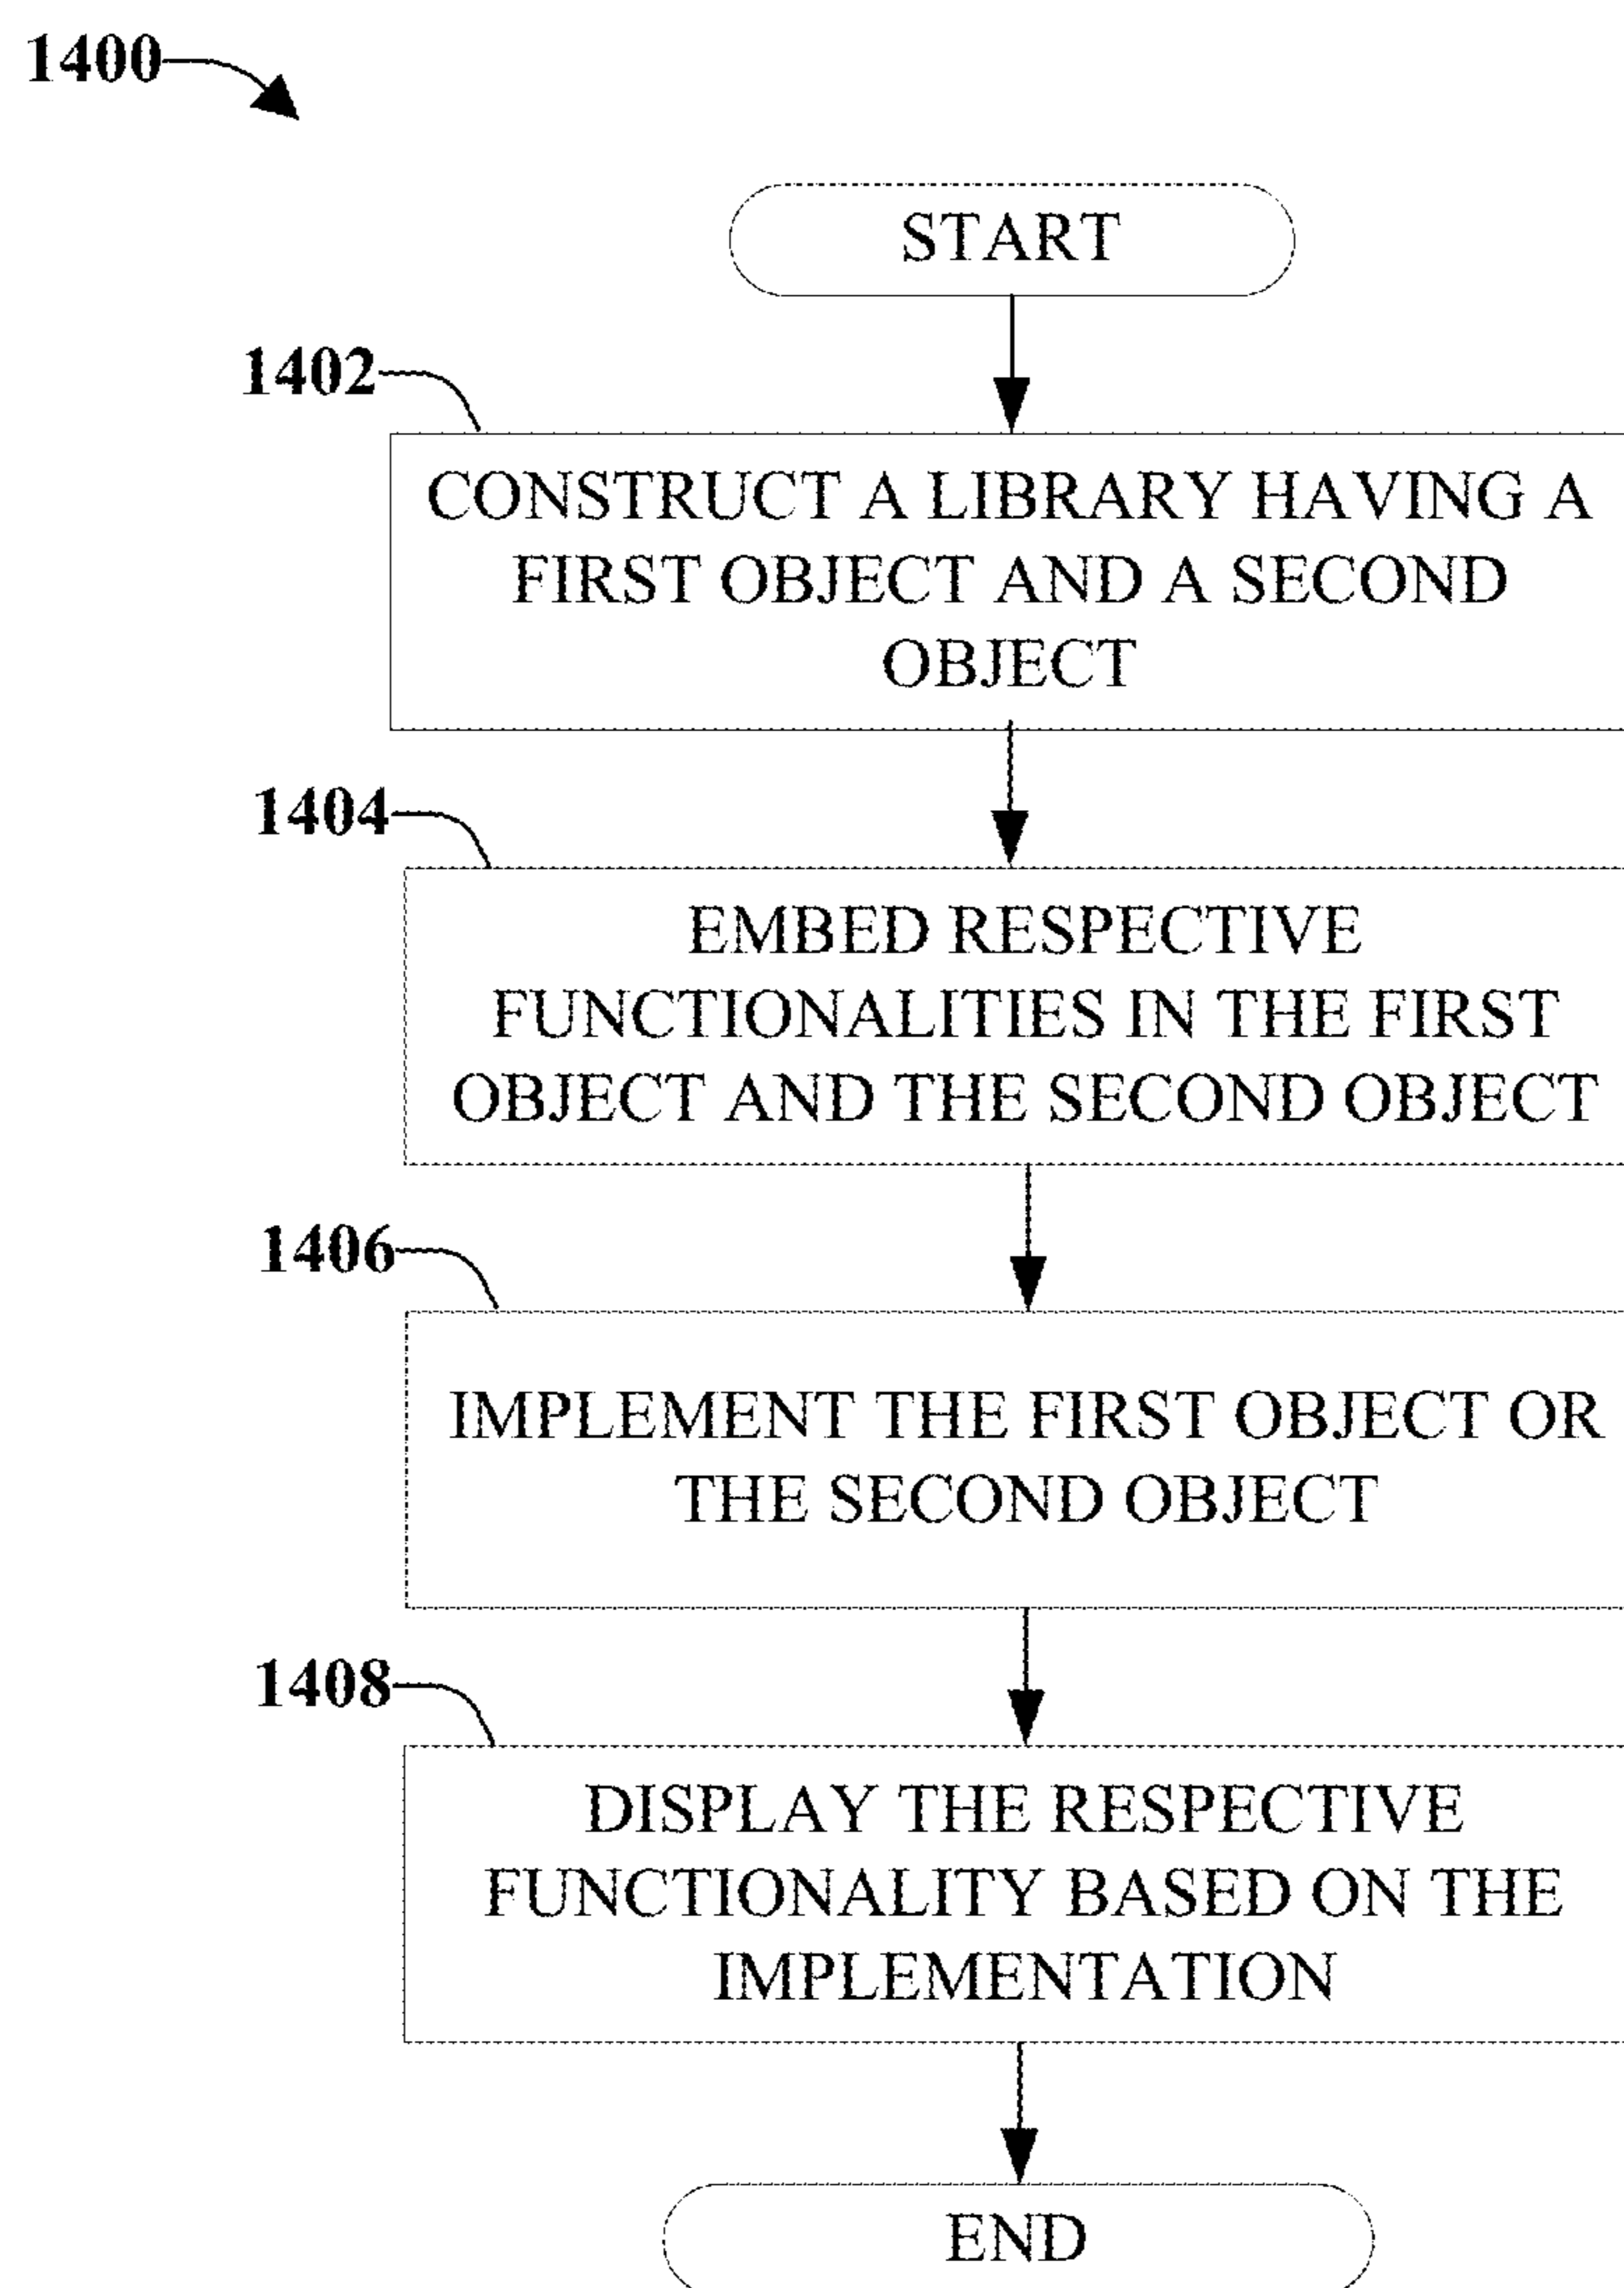 1400
START
1402
CONSTRUCT A LIBRARY HAVING A
FIRST OBJECT AND A SECOND
OBJECT
1404
EMBED RESPECTIVE
FUNCTIONALITIES IN THE FIRST
OBJECT AND THE SECOND OBJECT
1406
IMPLEMENT THE FIRST OBJECT OR
THE SECOND OBJECT
1408
DISPLAY THE RESPECTIVE
FUNCTIONALITY BASED ON THE
IMPLEMENTATION
END